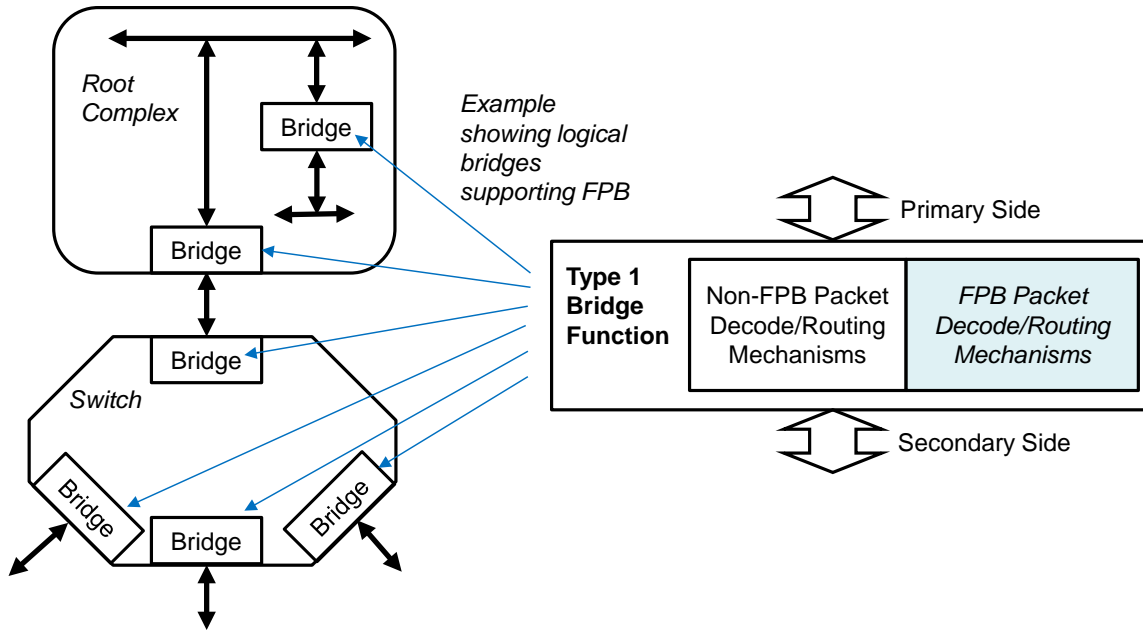 Root
Complex
Bridge
Bridge
Example
showing logical
bridges
supporting FPB
Bridge
Switch
Bridge
Bridge
Bridge
Primary Side
Type 1
Bridge
Function
Non-FPB Packet
Decode/Routing
Mechanisms
FPB Packet
Decode/Routing
Mechanisms
Secondary Side